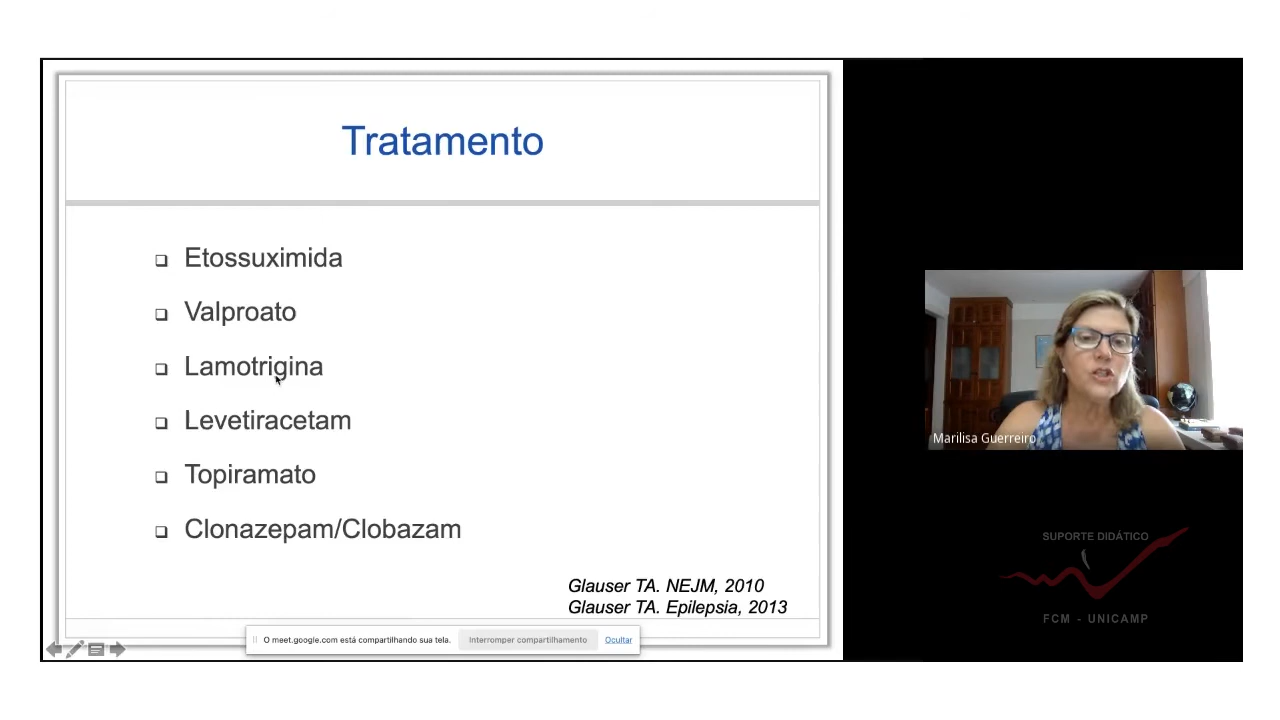 Tratamento
Etossuximida
Valproato
Lamotrigina
Levetiracetam
Topiramato
Clonazepam/Clobazam
Glauser TA. NEJM, 2010
Glauser TA. Epilepsia, 2013
O meet.google.com está compartilhando sua tela.
Interromper compartilhamento
Ocultar
Marilisa Guerreiro
SUPORTE DIDÁTICO
FCM - UNICAMP